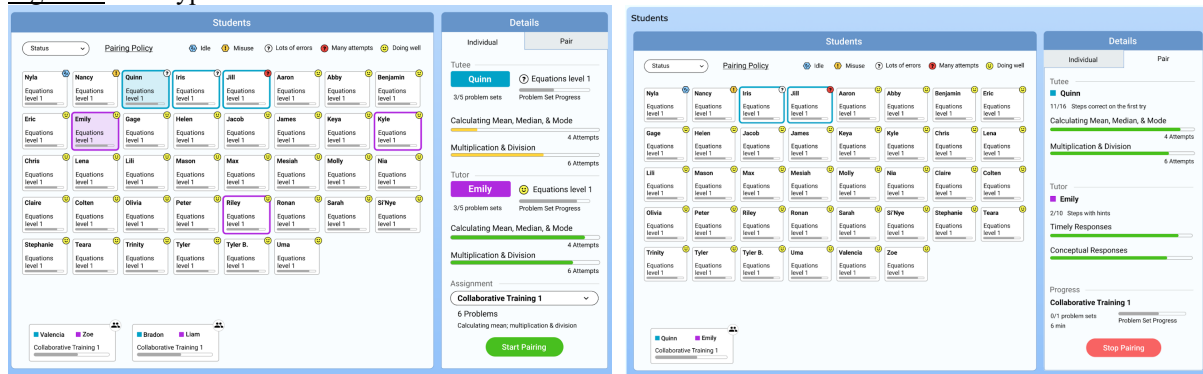 Students
Status
Pairing Policy
Idle
Misuse
Lots of errors
Many attempts
Doing well
Nyla Nancy Quinn Iris Jill Aaron Abby Benjamin
Equations Equations Equations Equations Equations Equations Equations Equations
level 1 level 1 level 1 level 1 level 1 level 1 level 1 level 1
Eric Emily Gage Helen Jacob James Keya Kyle
Equations Equations Equations Equations Equations Equations Equations Equations
level 1 level 1 level 1 level 1 level 1 level 1 level 1 level 1
Chris Lena Lili Mason Max Mesiah Molly Nia
Equations Equations Equations Equations Equations Equations Equations Equations
level 1 level 1 level 1 level 1 level 1 level 1 level 1 level 1
Claire Colten Olivia Peter Riley Ronan Sarah Si'Nye
Equations Equations Equations Equations Equations Equations Equations Equations
level 1 level 1 level 1 level 1 level 1 level 1 level 1 level 1
Stephanie Teara Trinity Tyler Tyler B. Uma
Equations Equations Equations Equations Equations Equations
level 1 level 1 level 1 level 1 level 1 level 1
Valencia Zoe
Collaborative Training 1
Bradon Liam
Collaborative Training 1
Details
Individual Pair
Tutee
Quinn ? Equations level 1
3/5 problem sets Problem Set Progress
Calculating Mean, Median, & Mode
4 Attempts
Multiplication & Division
6 Attempts
Tutor
Emily Equations level 1
3/5 problem sets Problem Set Progress
Calculating Mean, Median, & Mode
4 Attempts
Multiplication & Division
6 Attempts
Assignment
Collaborative Training 1
6 Problems
Calculating mean; multiplication & division
Start Pairing
Students
Students
Status
Pairing Policy
Idle
Misuse
Lots of errors
Many attempts
Doing well
Nyla Nancy Iris Jill Aaron Abby Benjamin Eric
Equations Equations Equations Equations Equations Equations Equations Equations
level 1 level 1 level 1 level 1 level 1 level 1 level 1 level 1
Gage Helen Jacob James Keya Kyle Chris Lena
Equations Equations Equations Equations Equations Equations Equations Equations
level 1 level 1 level 1 level 1 level 1 level 1 level 1 level 1
Lili Mason Max Mesiah Molly Nia Claire Colten
Equations Equations Equations Equations Equations Equations Equations Equations
level 1 level 1 level 1 level 1 level 1 level 1 level 1 level 1
Olivia Peter Riley Ronan Sarah Si'Nye Stephanie Teara
Equations Equations Equations Equations Equations Equations Equations Equations
level 1 level 1 level 1 level 1 level 1 level 1 level 1 level 1
Trinity Tyler Tyler B. Uma Valencia Zoe
Equations Equations Equations Equations Equations Equations
level 1 level 1 level 1 level 1 level 1 level 1
Quinn Emily
Collaborative Training 1
Details
Individual Pair
Tutee
Quinn
11/16 Steps correct on the first try
Calculating Mean, Median, & Mode
4 Attempts
Multiplication & Division
6 Attempts
Tutor
Emily
2/10 Steps with hints
Timely Responses
Conceptual Responses
Progress
Collaborative Training 1
0/1 problem sets Problem Set Progress
6 min
Stop Pairing